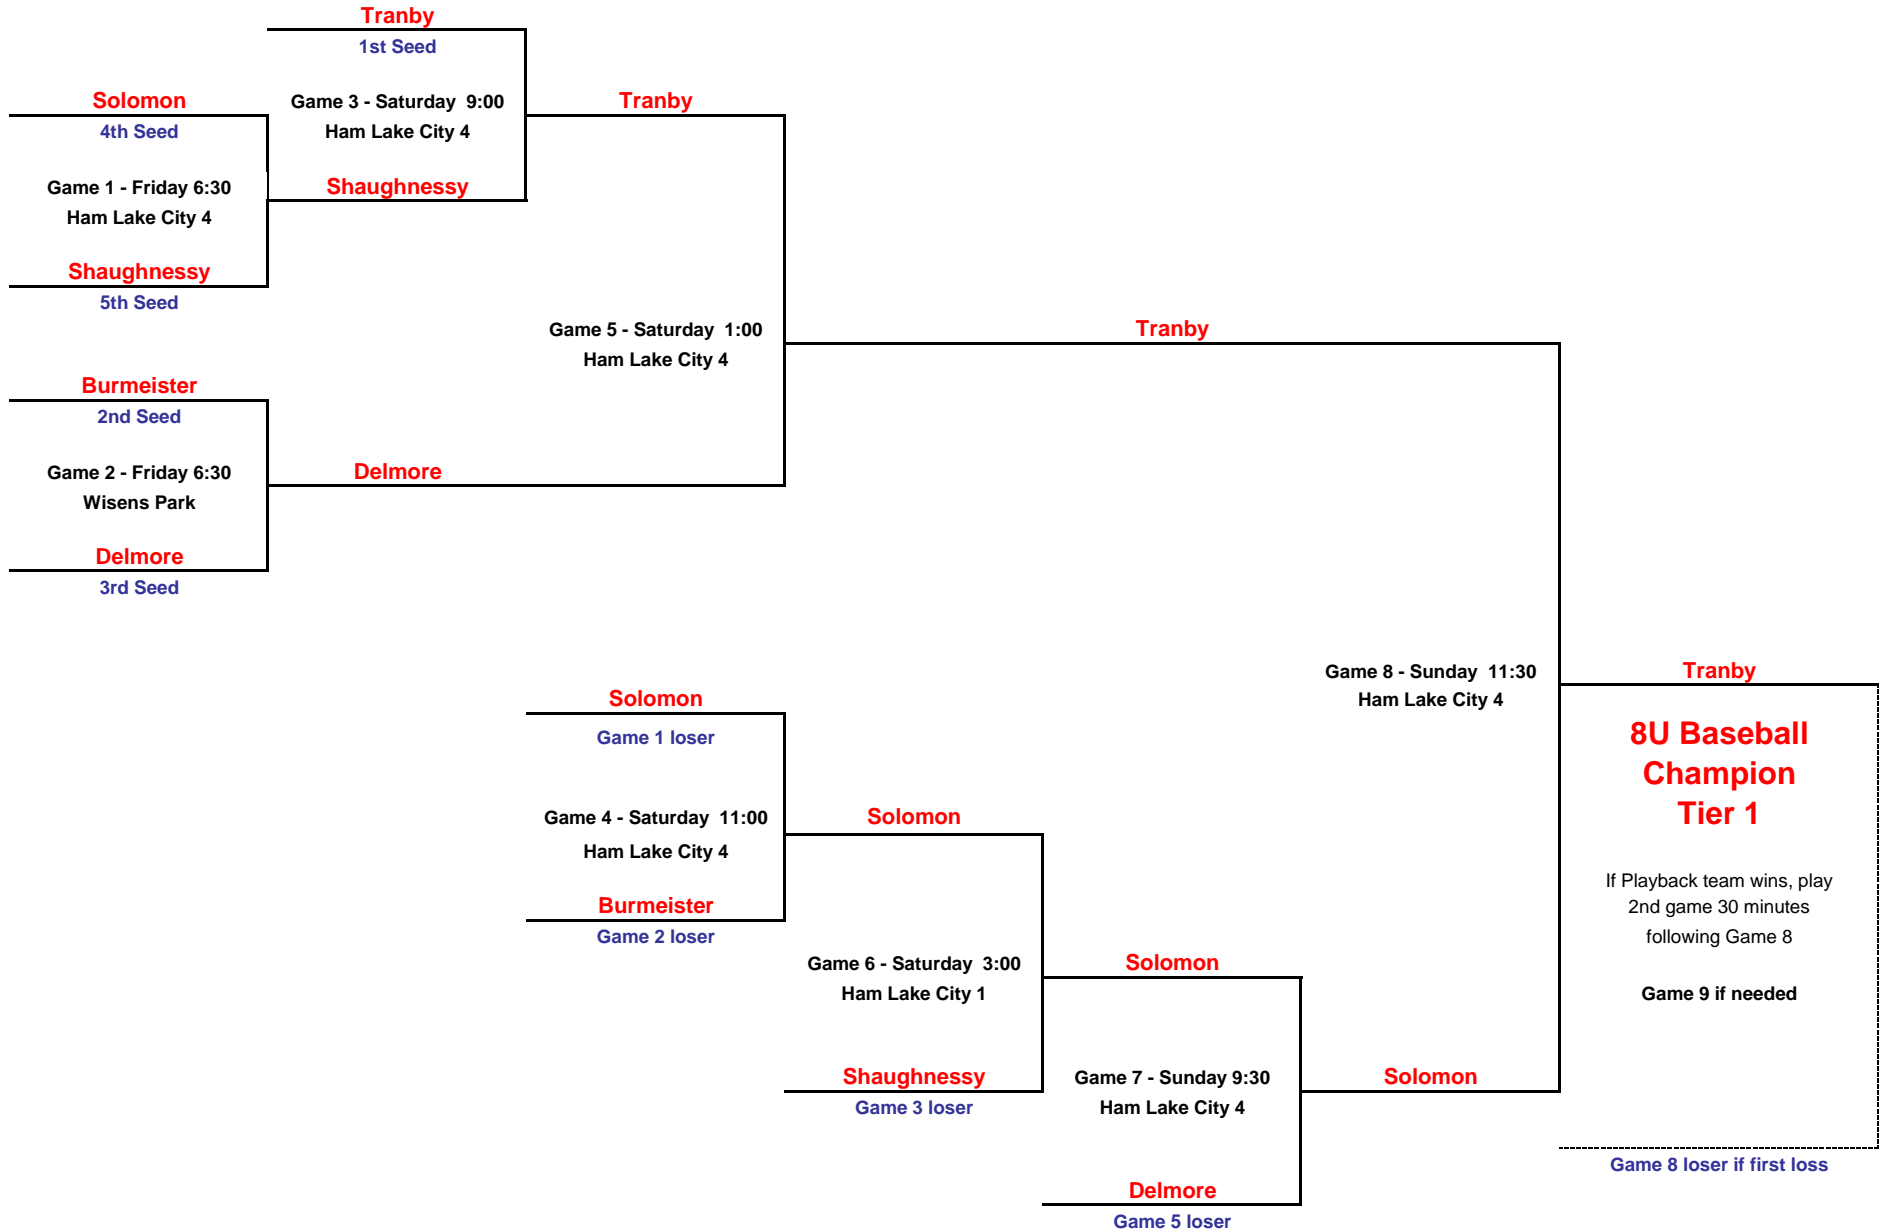 Tranby
1st Seed
Solomon
4th Seed
Game 3 - Saturday 9:00
Ham Lake City 4
Tranby
Game 1 - Friday 6:30
Ham Lake City 4
Shaughnessy
Shaughnessy
5th Seed
Game 5 - Saturday 1:00
Ham Lake City 4
Tranby
Burmeister
2nd Seed
Game 2 - Friday 6:30
Wisens Park
Delmore
Delmore
3rd Seed
Game 8 - Sunday 11:30
Ham Lake City 4
Tranby
Solomon
Game 1 loser
8U Baseball
Champion
Tier 1
Game 4 - Saturday 11:00
Ham Lake City 4
Solomon
If Playback team wins, play
2nd game 30 minutes
following Game 8
Burmeister
Game 2 loser
Game 6 - Saturday 3:00
Ham Lake City 1
Solomon
Game 9 if needed
Shaughnessy
Game 3 loser
Game 7 - Sunday 9:30
Ham Lake City 4
Solomon
Game 8 loser if first loss
Delmore
Game 5 loser